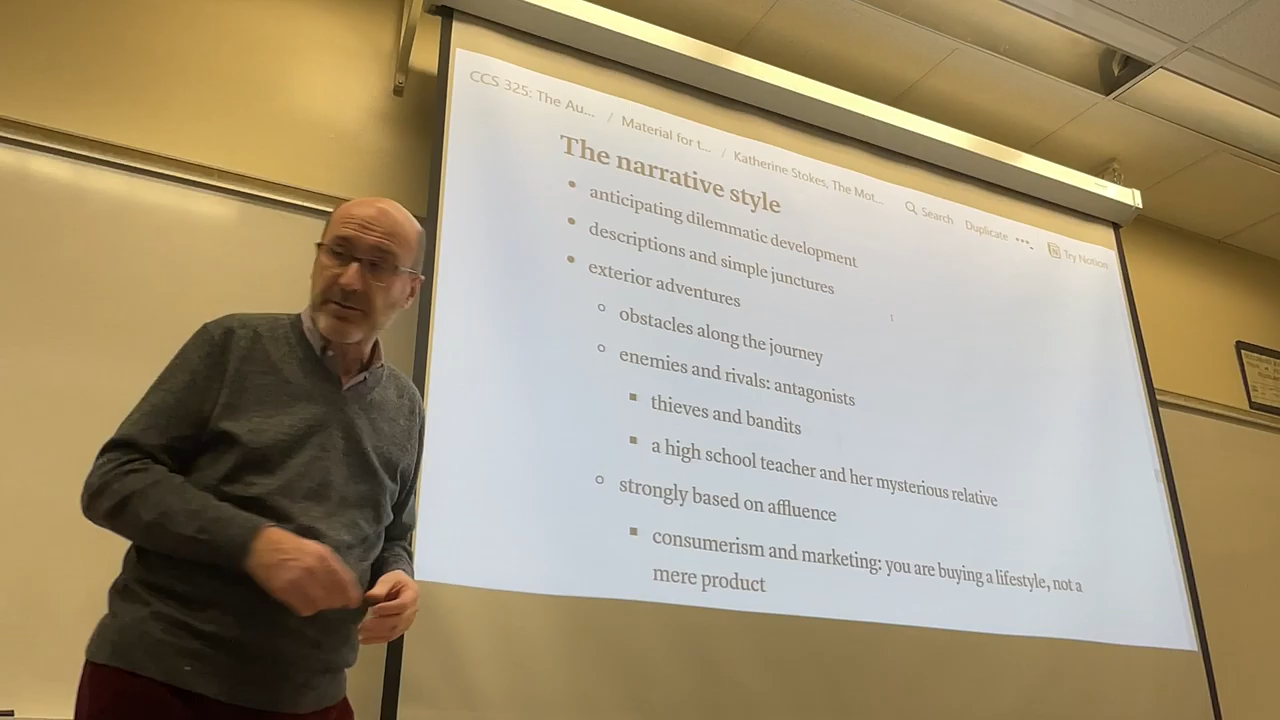 CCS 325: The Au... / Material for t... / Katherine Stokes, The Mot... Search Duplicate ... Try Notion
The narrative style
• anticipating dilemmatic development
• descriptions and simple junctures
• exterior adventures
○ obstacles along the journey
○ enemies and rivals: antagonists
▪ thieves and bandits
▪ a high school teacher and her mysterious relative
○ strongly based on affluence
▪ consumerism and marketing: you are buying a lifestyle, not a
mere product